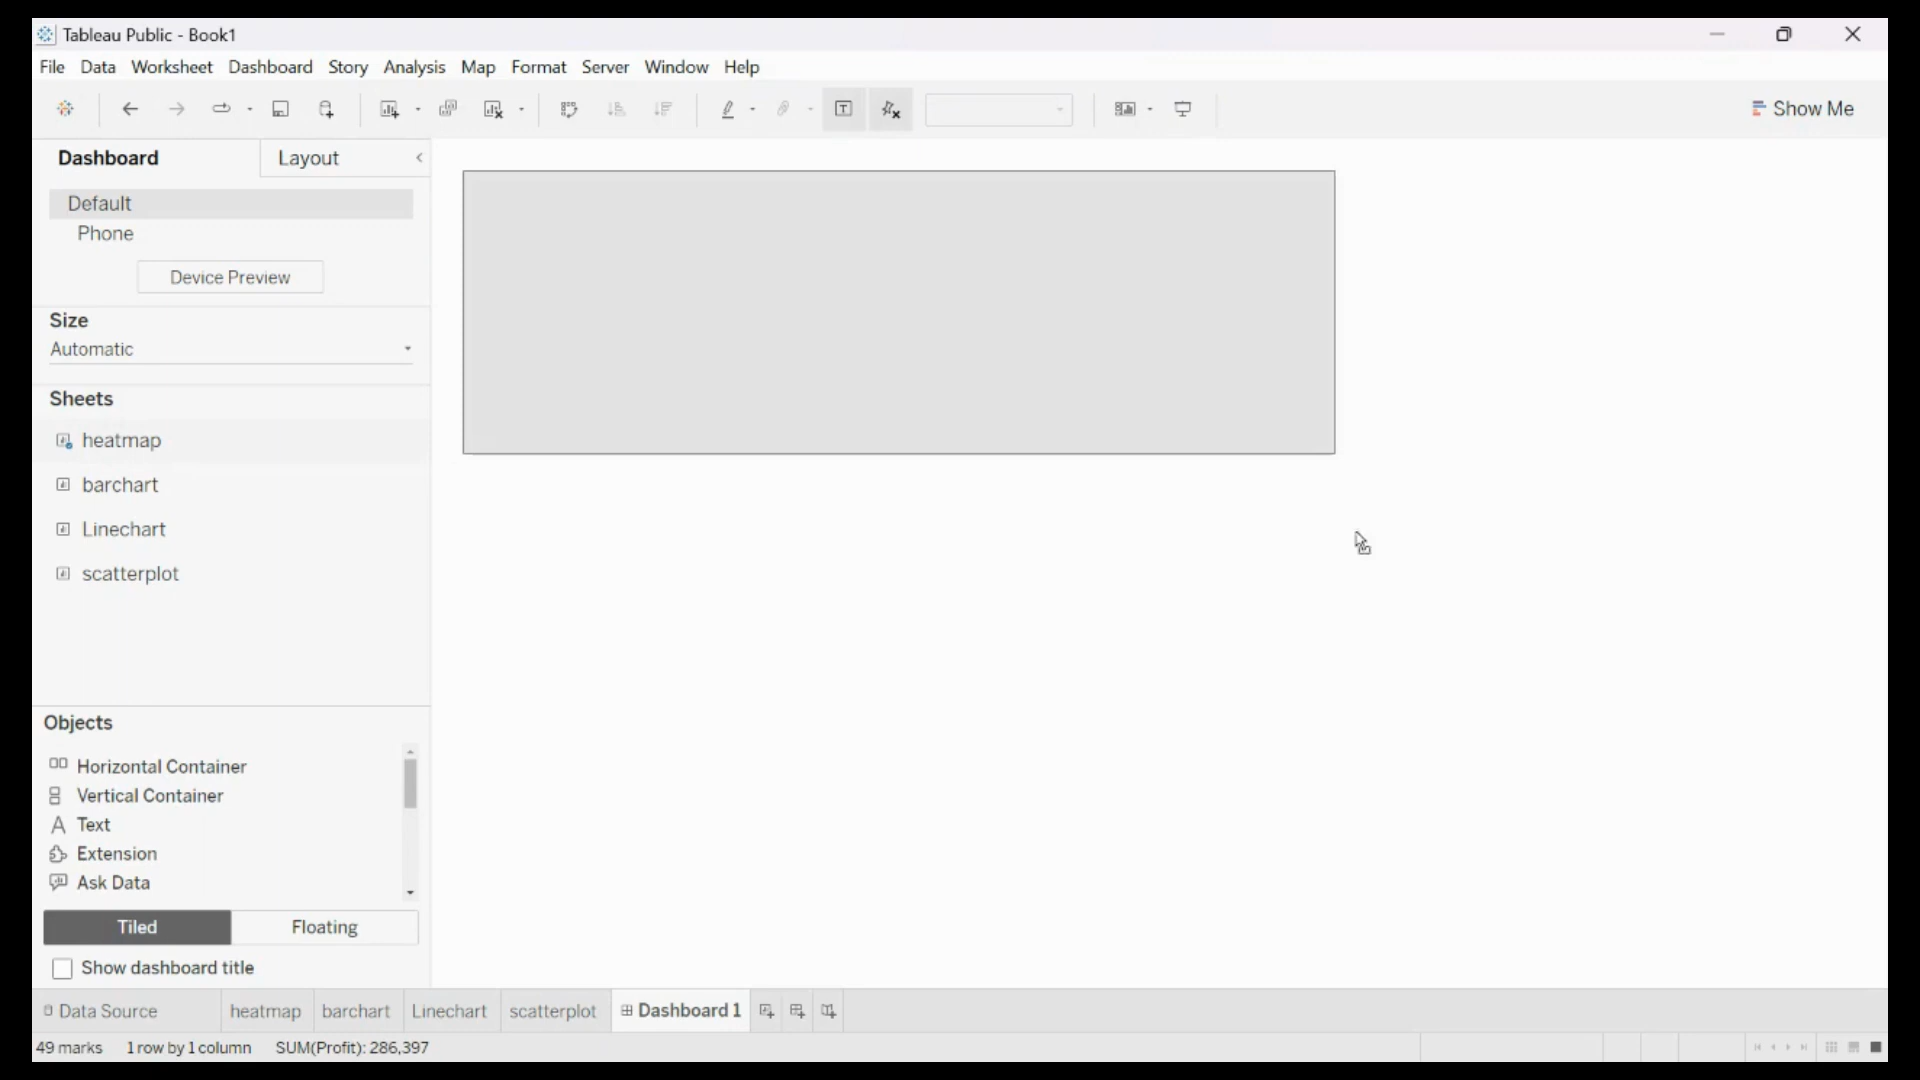 Tableau Public - Book1
File Data Worksheet Dashboard Story Analysis Map Format Server Window Help
Show Me
Dashboard Layout
Default
Phone
Device Preview
Size
Automatic
Sheets
heatmap
barchart
Linechart
scatterplot
Objects
Horizontal Container
Vertical Container
Text
Extension
Ask Data
Tiled Floating
Show dashboard title
Data Source heatmap barchart Linechart scatterplot Dashboard 1
49 marks 1 row by 1 column SUM(Profit): 286,397